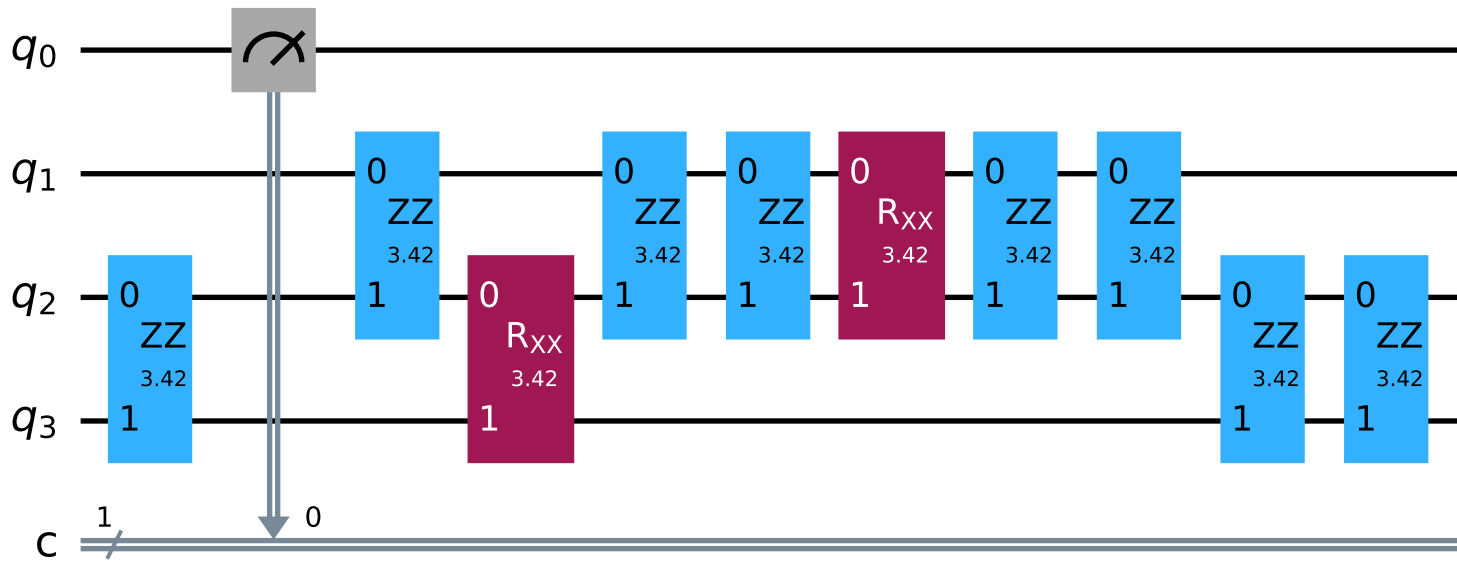 q0
0 0 0 0 0 0
q1
ZZ ZZ ZZ RXX ZZ ZZ
3.42 3.42 3.42 3.42 3.42 3.42
q2
0 1 0 1 1 1 1 1 0 0
ZZ RXX ZZ ZZ
3.42 3.42 3.42 3.42
q3
1 1 1 1
1 0
c